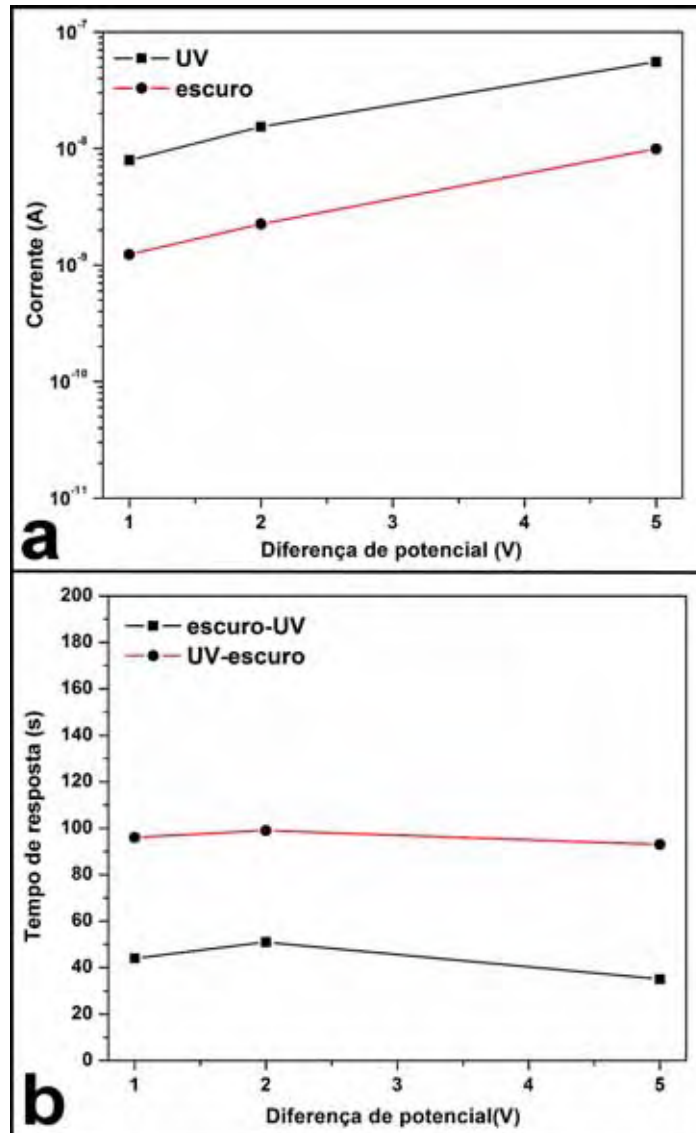 10⁻⁷
UV
escuro
10⁻⁸
Corrente (A)
10⁻⁹
10⁻¹⁰
10⁻¹¹
1 2 3 4 5
Diferença de potencial (V)
a
200
escuro-UV
180
UV-escuro
160
140
Tempo de resposta (s)
120
100
80
60
40
20
0
1 2 3 4 5
Diferença de potencial(V)
b